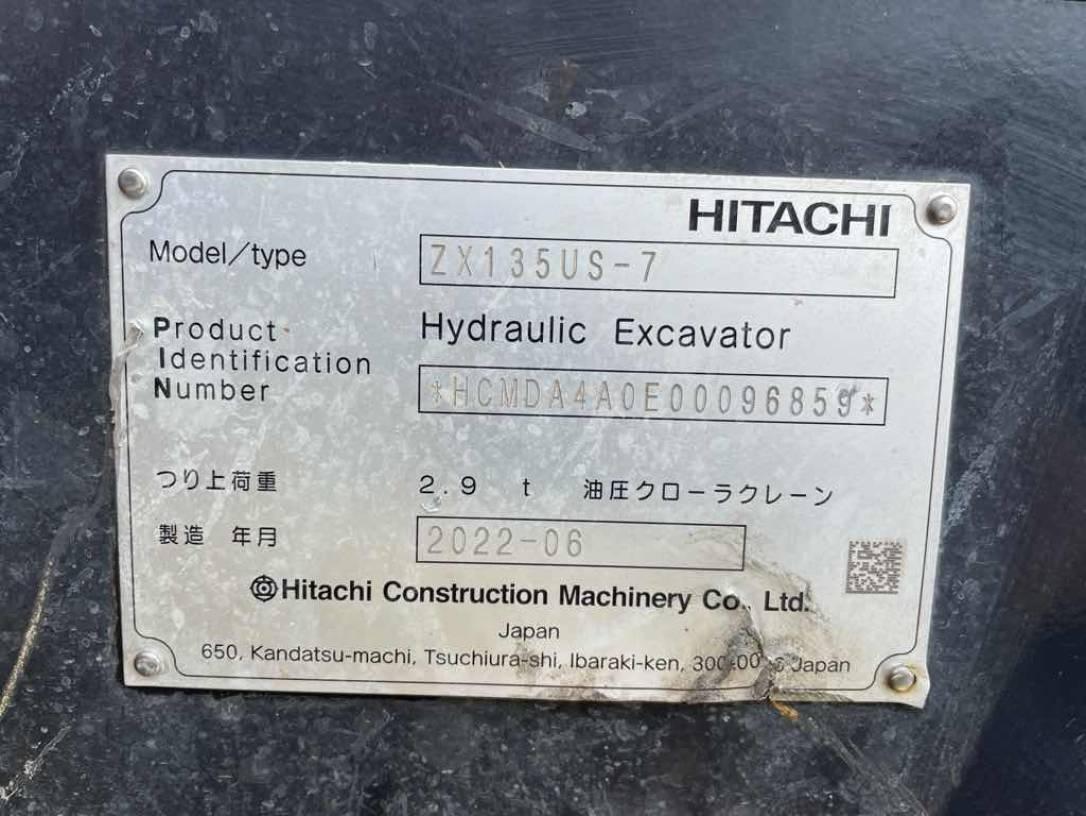 HITACHI
Model/type ZX135US-7
Product Hydraulic Excavator
Identification
Number *HCMDA4A0E00096859*
つり上荷重 2.9 t 油圧クローラクレーン
製造 年月 2022-06
Hitachi Construction Machinery Co., Ltd.
Japan
650, Kandatsu-machi, Tsuchiura-shi, Ibaraki-ken, Japan